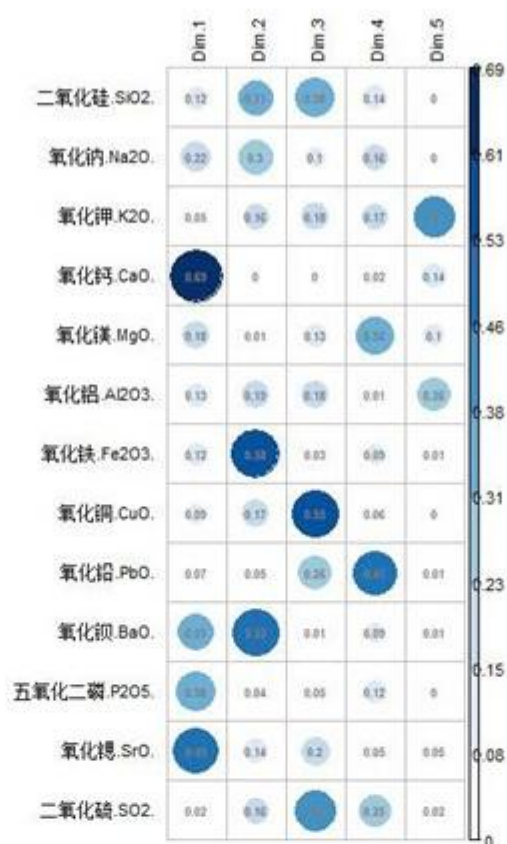 Dim.1 Dim.2 Dim.3 Dim.4 Dim.5
二氧化硅.SiO2. 0.12 0.14 0
氧化钠.Na2O. 0.22 0.3 0.1 0.16 0
氧化钾.K2O. 0.05 0.16 0.18 0.17
氧化钙.CaO. 0.69 0 0 0.02 0.14
氧化镁.MgO. 0.18 0.01 0.13 0.1
氧化铝.Al2O3. 0.13 0.19 0.18 0.01 0.26
氧化铁.Fe2O3. 0.12 0.58 0.03 0.09 0.01
氧化铜.CuO. 0.09 0.17 0.06 0
氧化铅.PbO. 0.07 0.05 0.26 0.01
氧化钡.BaO. 0.01 0.09 0.01
五氧化二磷.P2O5. 0.04 0.05 0.12 0
氧化锶.SrO. 0.14 0.2 0.05 0.05
二氧化硫.SO2. 0.02 0.16 0.25 0.02
0.69
0.61
0.53
0.46
0.38
0.31
0.23
0.15
0.08
0